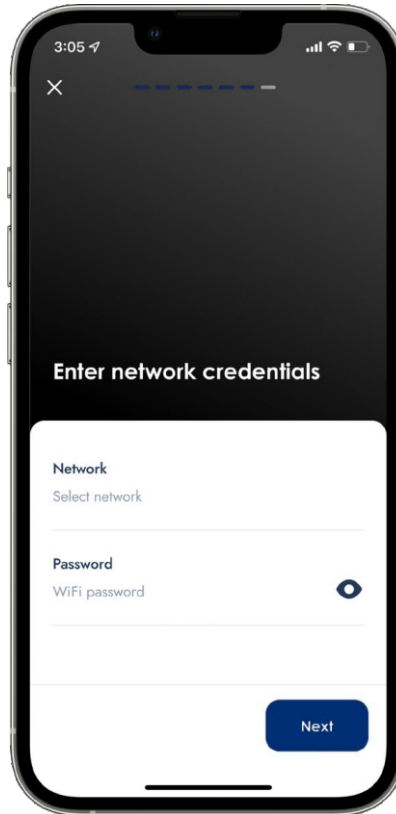 3:05
Enter network credentials
Network
Select network
Password
WiFi password
Next